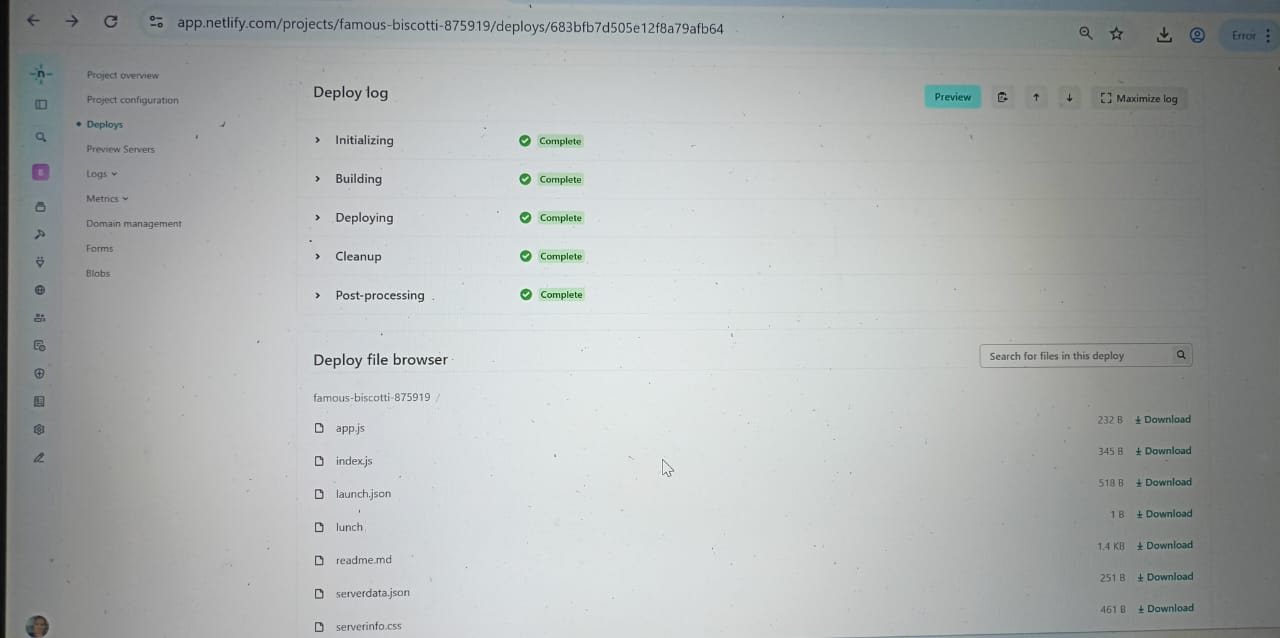 app.netlify.com/projects/famous-biscotti-875919/deploys/683bfb7d505e12f8a79afb64
Error
Project overview
Project configuration
Deploys
Preview Servers
Logs
Metrics
Domain management
Forms
Blobs
Deploy log
Preview
Maximize log
Initializing Complete
Building Complete
Deploying Complete
Cleanup Complete
Post-processing Complete
Deploy file browser
Search for files in this deploy
famous-biscotti-875919 /
app.js 232 B Download
index.js 345 B Download
launch.json 518 B Download
lunch 1 B Download
readme.md 1.4 KB Download
serverdata.json 251 B Download
serverinfo.css 461 B Download